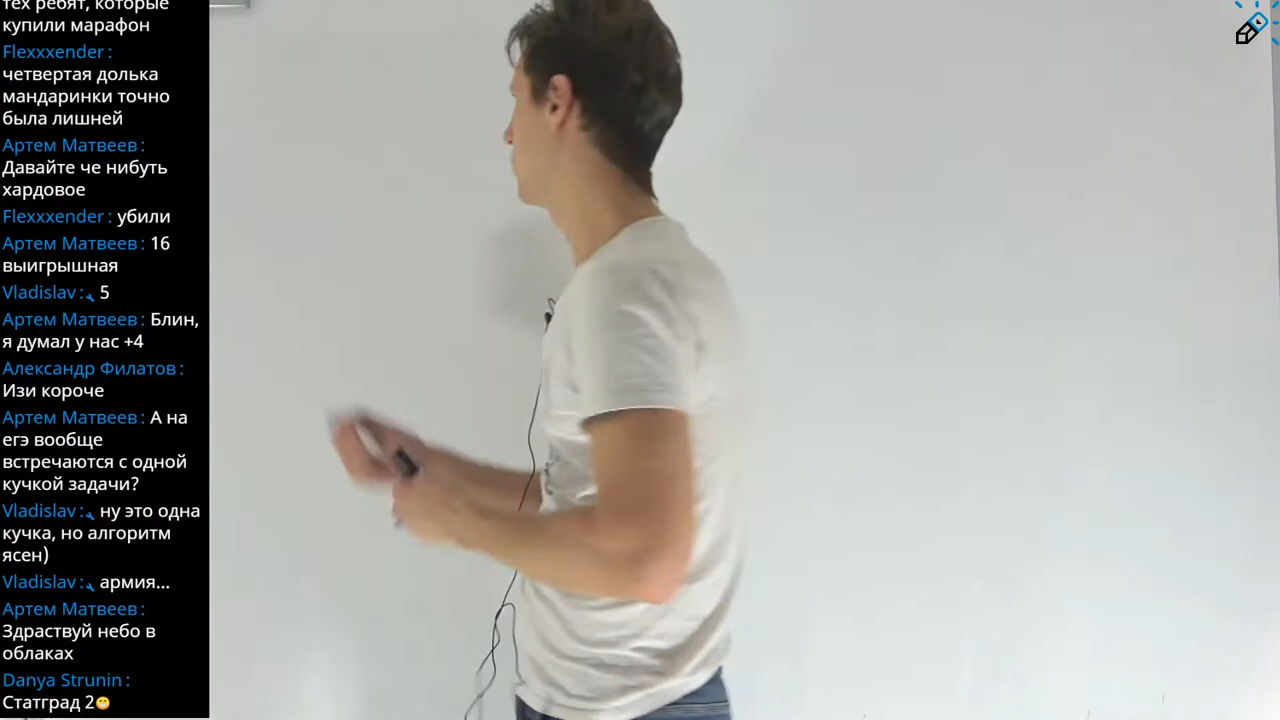 тех ребят, которые
купили марафон
Flexxxender:
четвертая долька
мандаринки точно
была лишней
Артем Матвеев:
Давайте че нибуть
хардовое
Flexxxender: убили
Артем Матвеев: 16
выигрышная
Vladislav: 5
Артем Матвеев: Блин,
я думал у нас +4
Александр Филатов:
Изи короче
Артем Матвеев: А на
егэ вообще
встречаются с одной
кучкой задачи?
Vladislav: ну это одна
кучка, но алгоритм
ясен)
Vladislav: армия...
Артем Матвеев:
Здраствуй небо в
облаках
Danya Strunin:
Статград 2😁